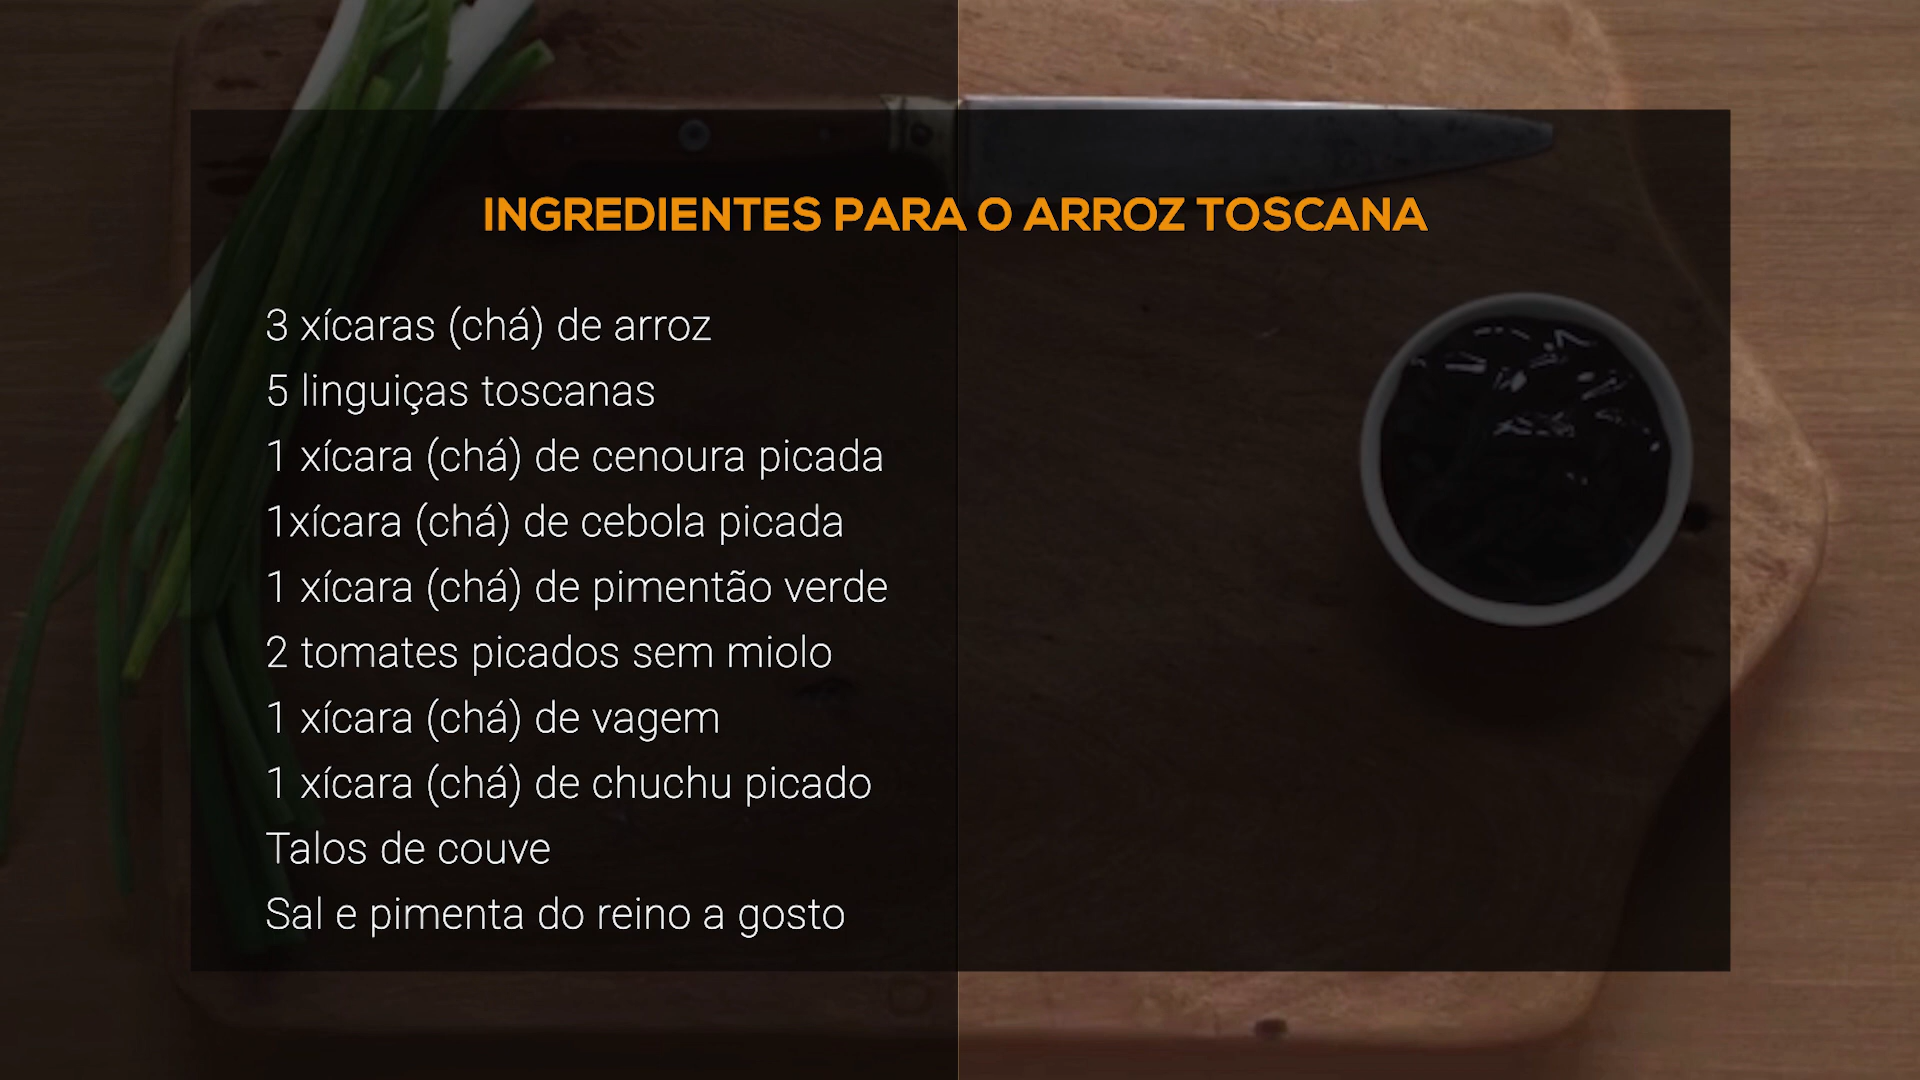 INGREDIENTES PARA O ARROZ TOSCANA
3 xícaras (chá) de arroz
5 linguiças toscanas
1 xícara (chá) de cenoura picada
1xícara (chá) de cebola picada
1 xícara (chá) de pimentão verde
2 tomates picados sem miolo
1 xícara (chá) de vagem
1 xícara (chá) de chuchu picado
Talos de couve
Sal e pimenta do reino a gosto